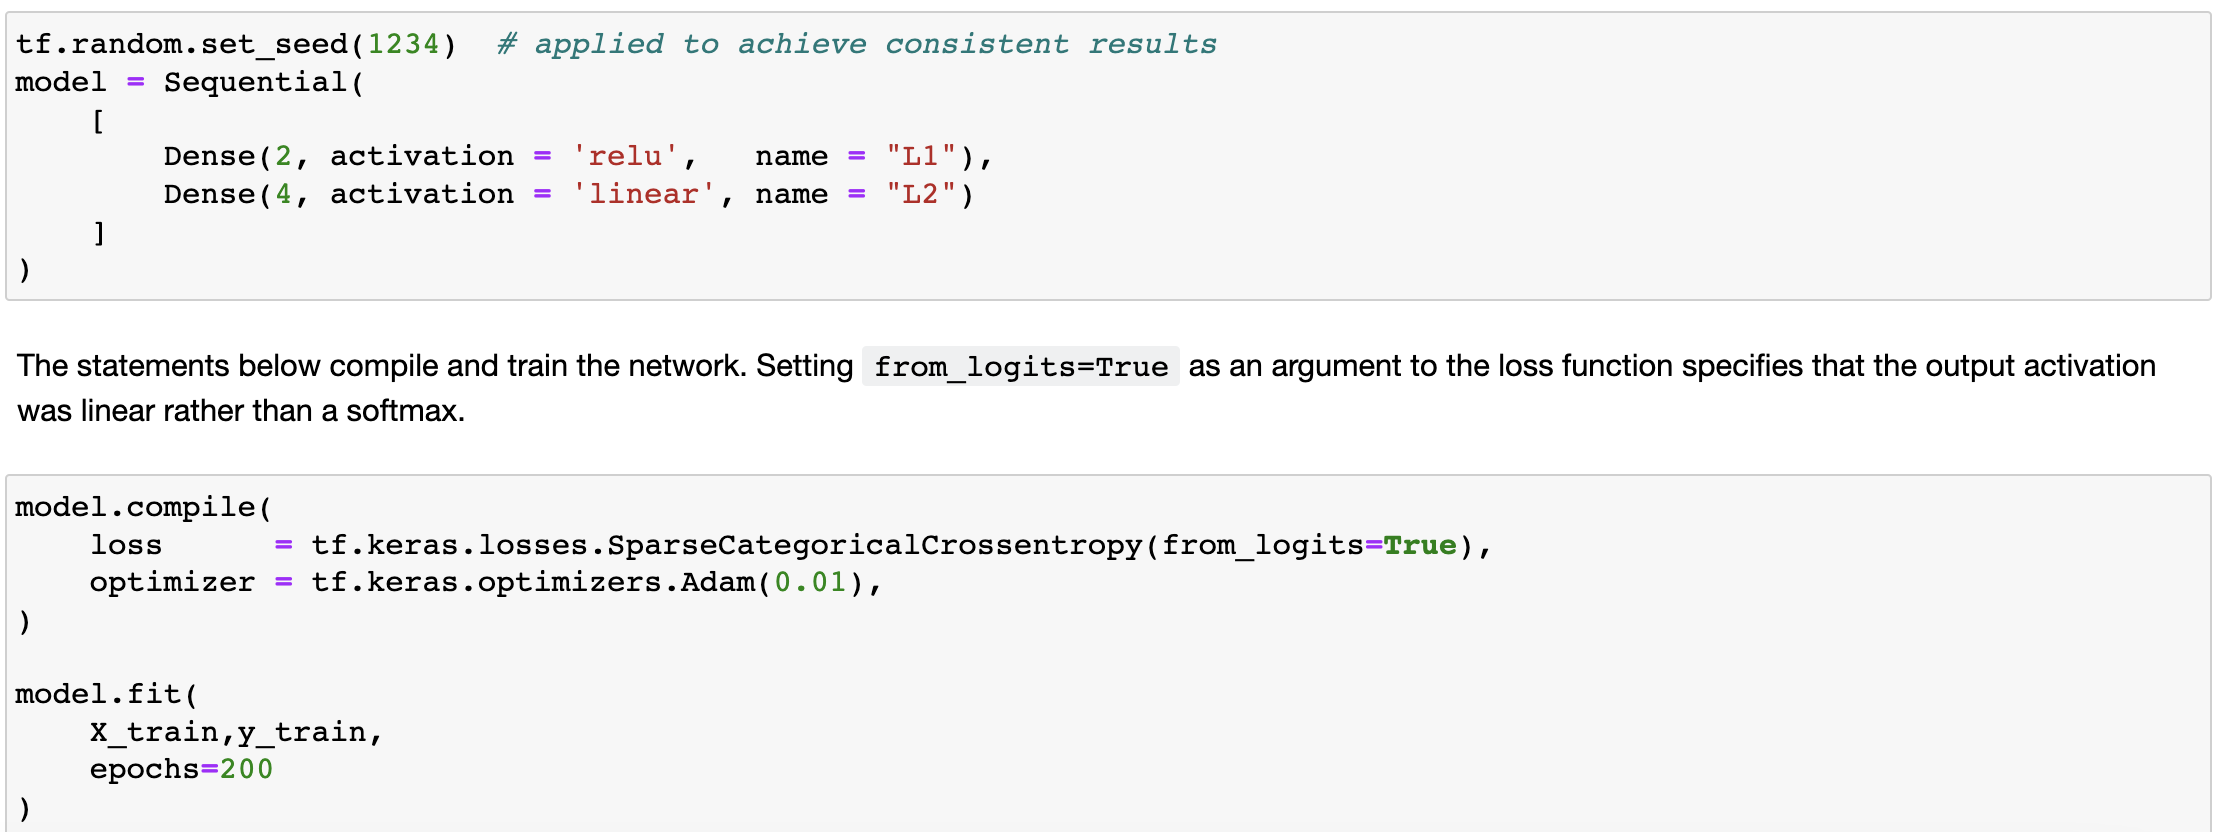 tf.random.set_seed(1234)  # applied to achieve consistent results
model = Sequential(
    [
        Dense(2, activation = 'relu',   name = "L1"),
        Dense(4, activation = 'linear', name = "L2")
    ]
)
The statements below compile and train the network. Setting from_logits=True as an argument to the loss function specifies that the output activation
was linear rather than a softmax.
model.compile(
    loss      = tf.keras.losses.SparseCategoricalCrossentropy(from_logits=True),
    optimizer = tf.keras.optimizers.Adam(0.01),
)
model.fit(
    X_train,y_train,
    epochs=200
)